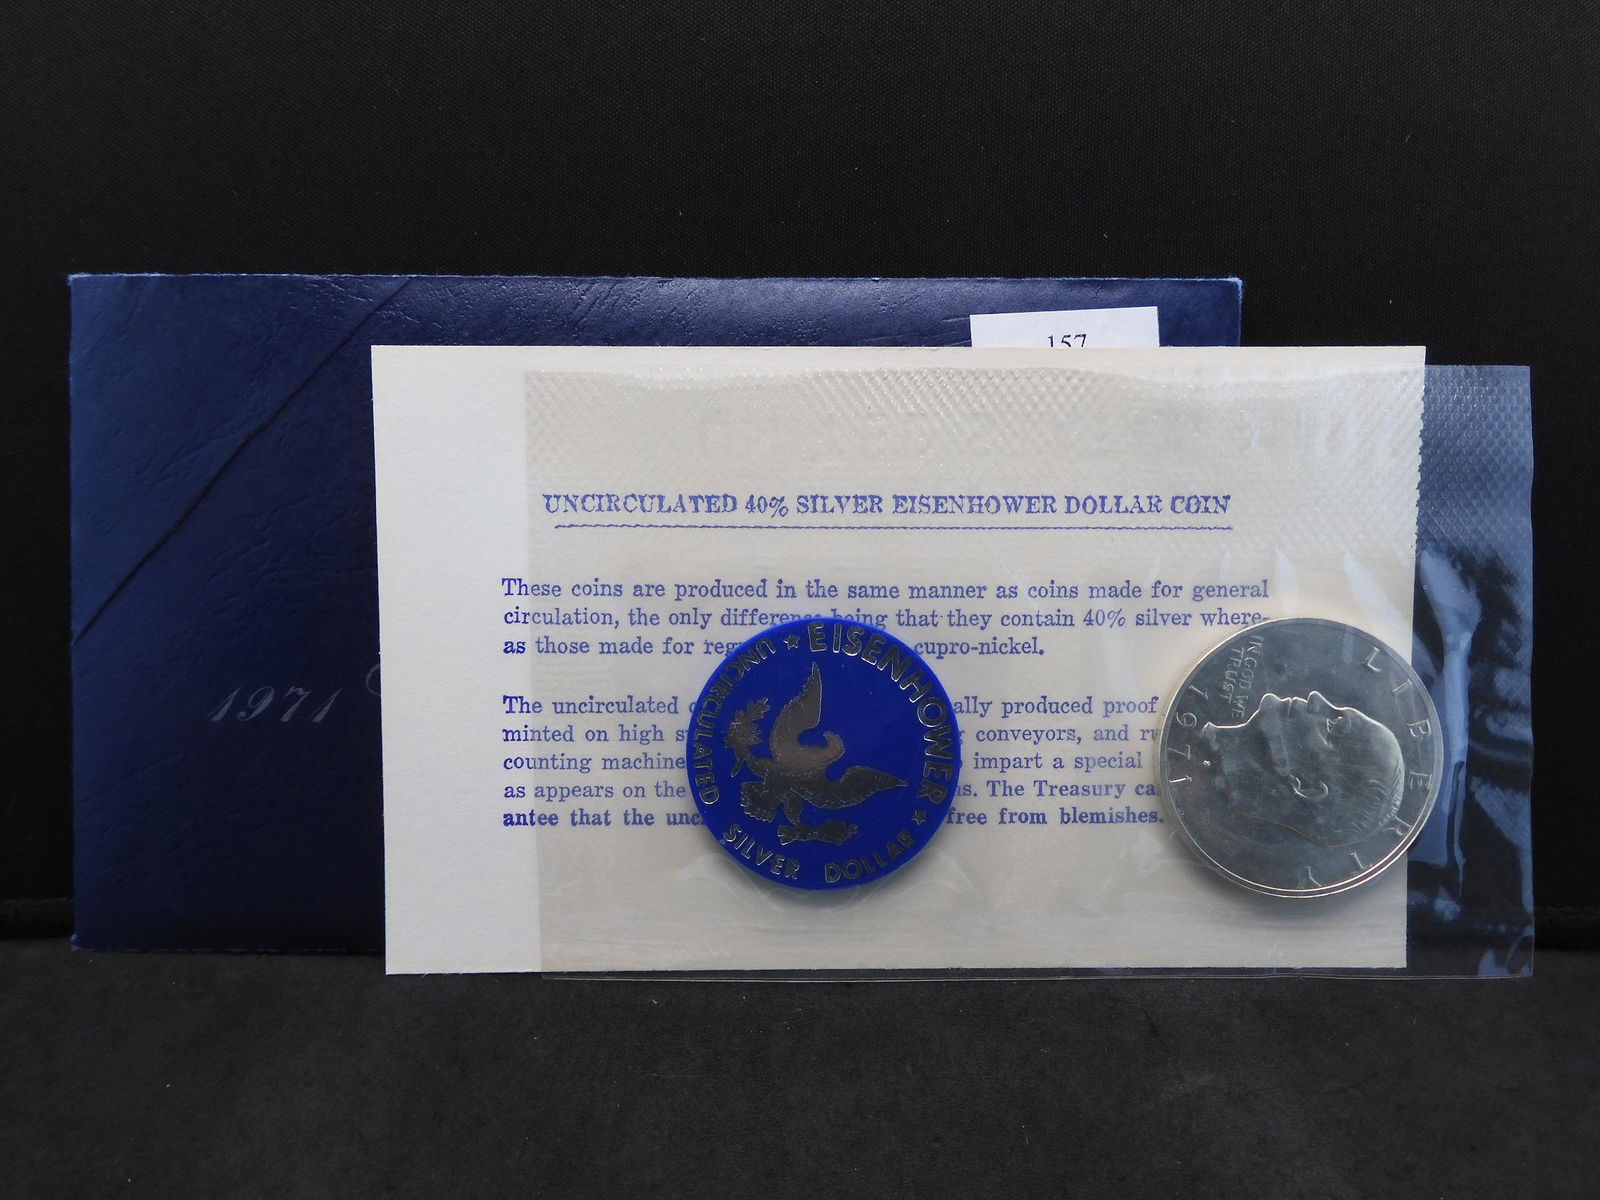 157
1971
UNCIRCULATED 40% SILVER EISENHOWER DOLLAR COIN
These coins are produced in the same manner as coins made for general
circulation, the only difference being that they contain 40% silver where-
as those made for reg cupro-nickel.
The uncirculated ally produced proof
minted on high conveyors, and
counting machine impart a special
as appears on the The Treasury
antee that the free from blemishes.
★ EISENHOWER ★
UNCIRCULATED
SILVER DOLLAR
LIBERTY
IN GOD WE
TRUST
1971